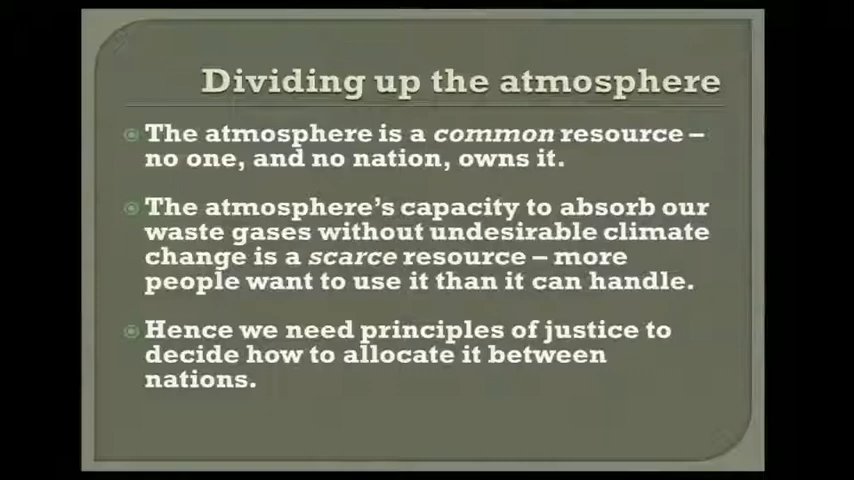 Dividing up the atmosphere
The atmosphere is a common resource –
no one, and no nation, owns it.
The atmosphere's capacity to absorb our
waste gases without undesirable climate
change is a scarce resource – more
people want to use it than it can handle.
Hence we need principles of justice to
decide how to allocate it between
nations.